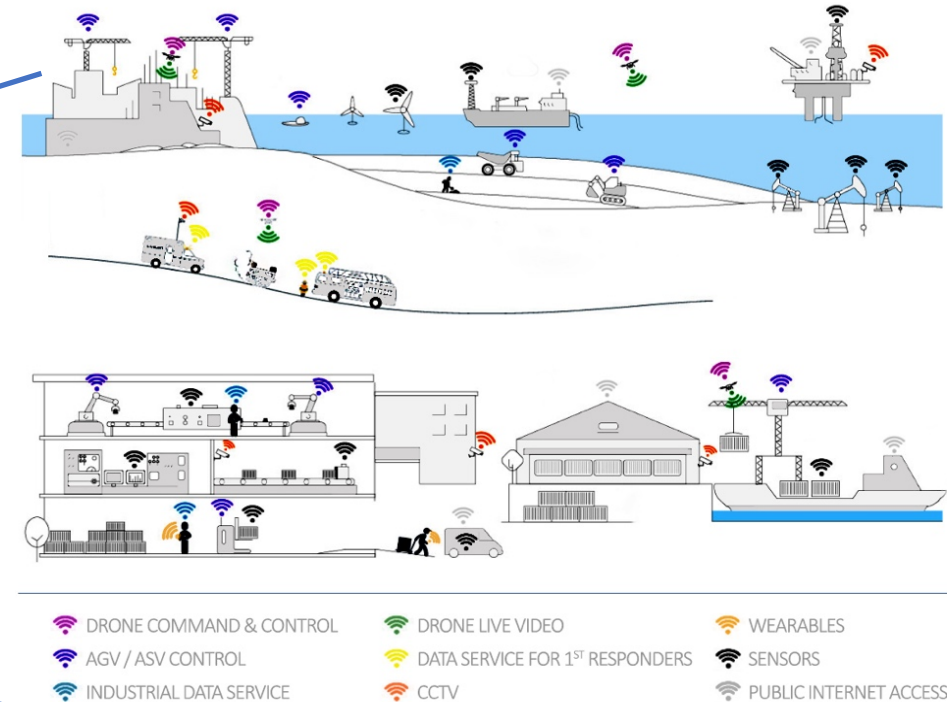 DRONE COMMAND & CONTROL
DRONE LIVE VIDEO
WEARABLES
AGV / ASV CONTROL
DATA SERVICE FOR 1ST RESPONDERS
SENSORS
INDUSTRIAL DATA SERVICE
CCTV
PUBLIC INTERNET ACCESS